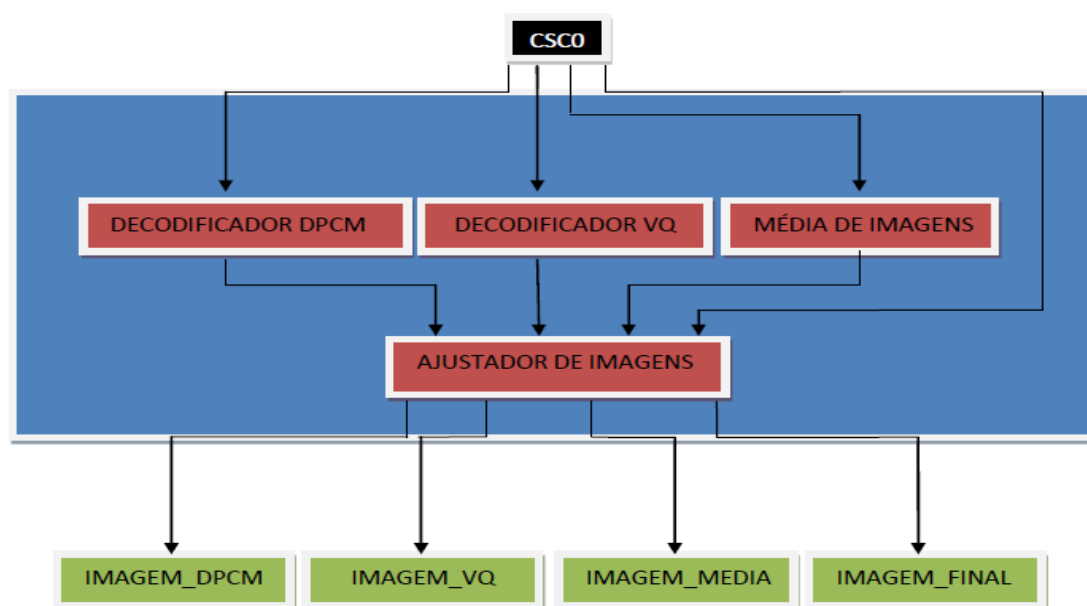 CSC0
DECODIFICADOR DPCM
DECODIFICADOR VQ
MÉDIA DE IMAGENS
AJUSTADOR DE IMAGENS
IMAGEM_DPCM
IMAGEM_VQ
IMAGEM_MEDIA
IMAGEM_FINAL